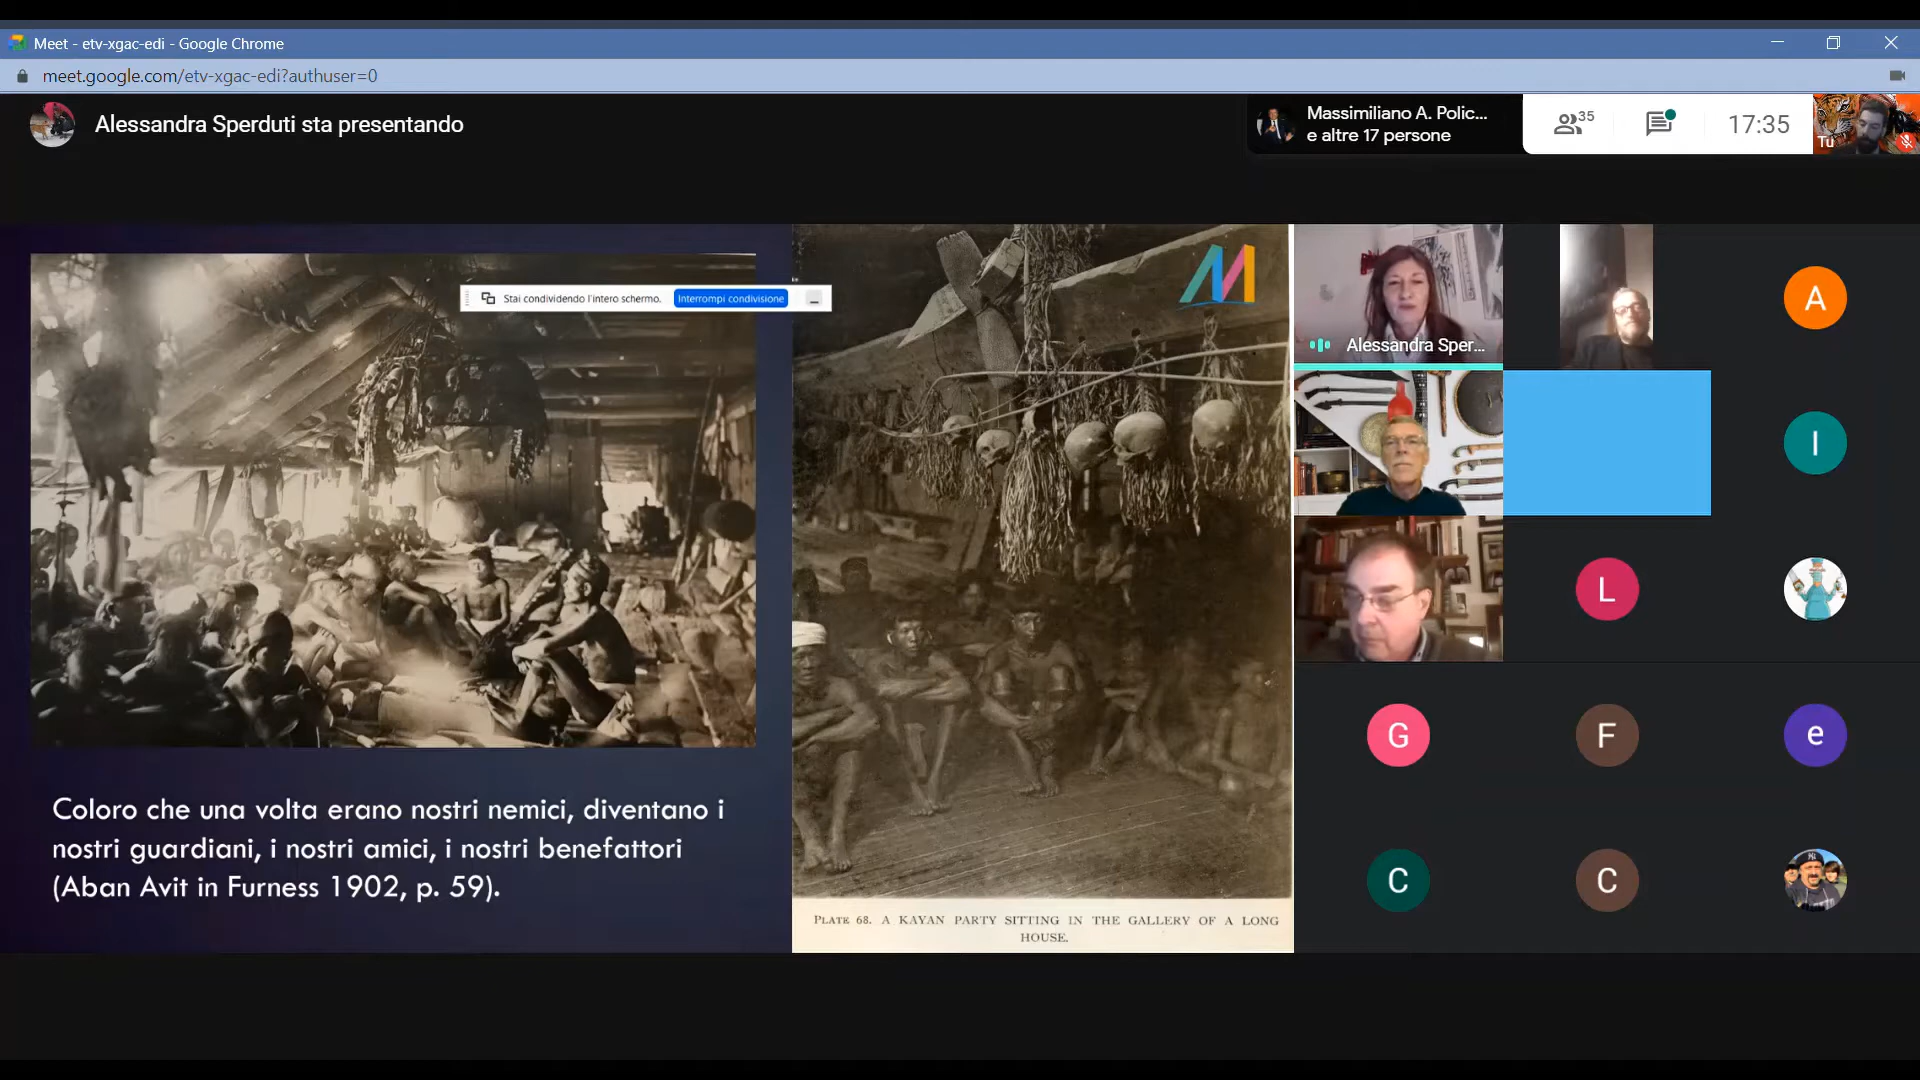 Meet - etv-xgac-edi - Google Chrome
meet.google.com/etv-xgac-edi?authuser=0
Alessandra Sperduti sta presentando
Massimiliano A. Polic...
e altre 17 persone
35
17:35
Tu
Stai condividendo l'intero schermo.
Interrompi condivisione
Alessandra Sper...
A
I
L
G
F
e
C
C
Coloro che una volta erano nostri nemici, diventano i
nostri guardiani, i nostri amici, i nostri benefattori
(Aban Avit in Furness 1902, p. 59).
PLATE 68. A KAYAN PARTY SITTING IN THE GALLERY OF A LONG
HOUSE.